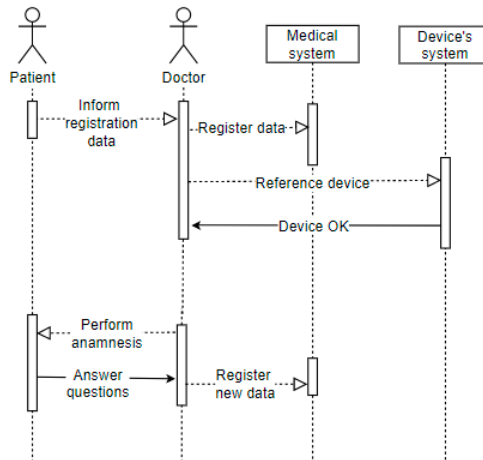 Patient
Doctor
Medical
system
Device's
system
Inform
registration
data
Register data
Reference device
Device OK
Perform
anamnesis
Answer
questions
Register
new data